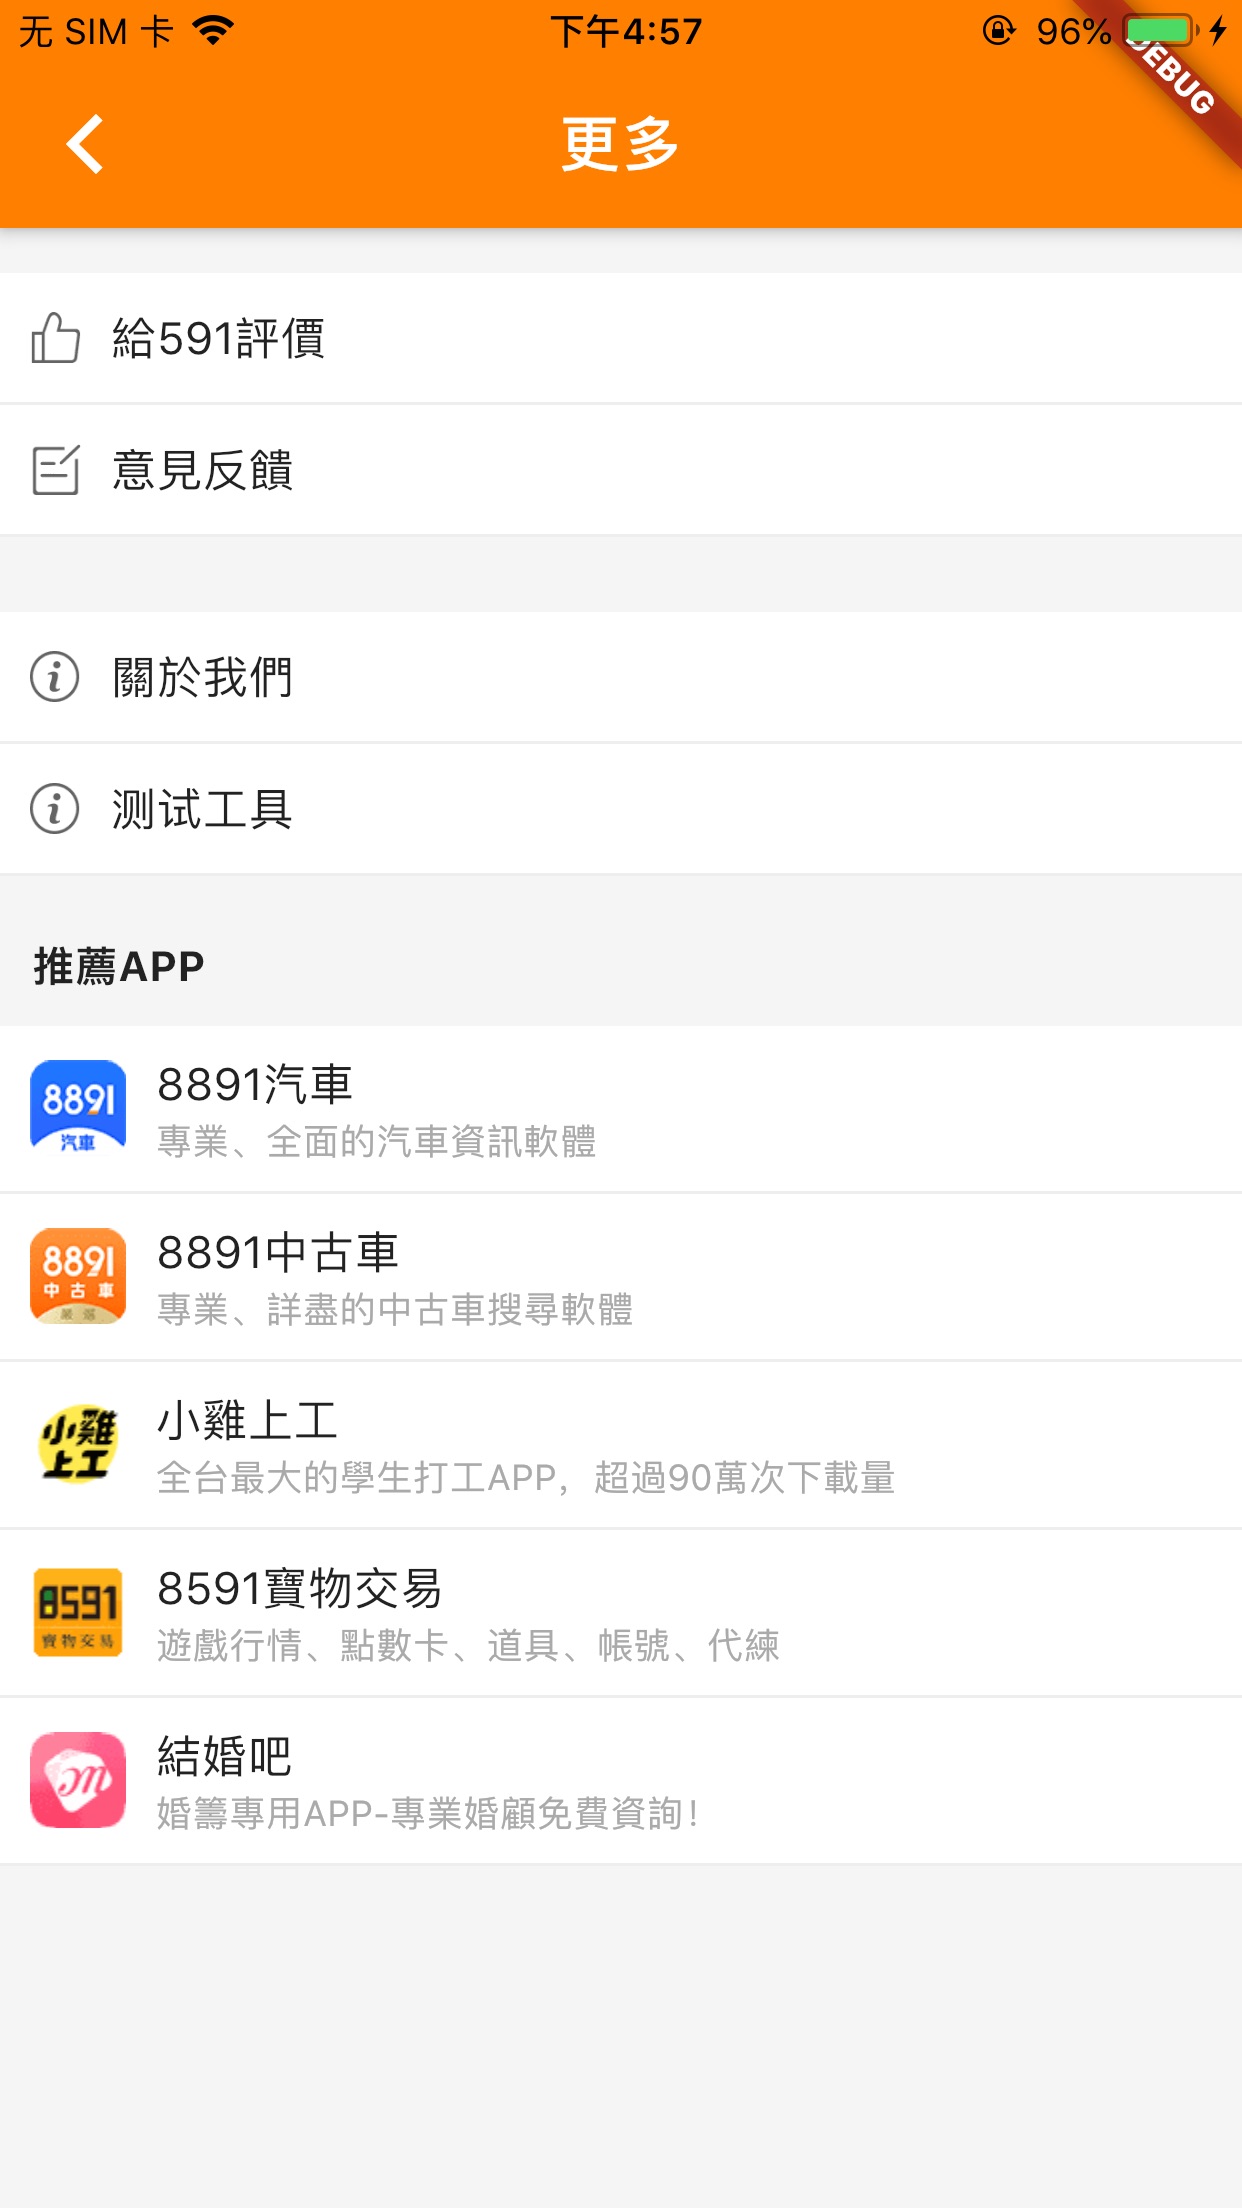 无 SIM 卡
下午4:57
96%
DEBUG
更多
給591評價
意見反饋
關於我們
测试工具
推薦APP
8891
汽車
8891汽車
專業、全面的汽車資訊軟體
8891
中古車
嚴選
8891中古車
專業、詳盡的中古車搜尋軟體
小雞
上工
小雞上工
全台最大的學生打工APP，超過90萬次下載量
8591
寶物交易
8591寶物交易
遊戲行情、點數卡、道具、帳號、代練
結婚吧
婚籌專用APP-專業婚顧免費資詢！